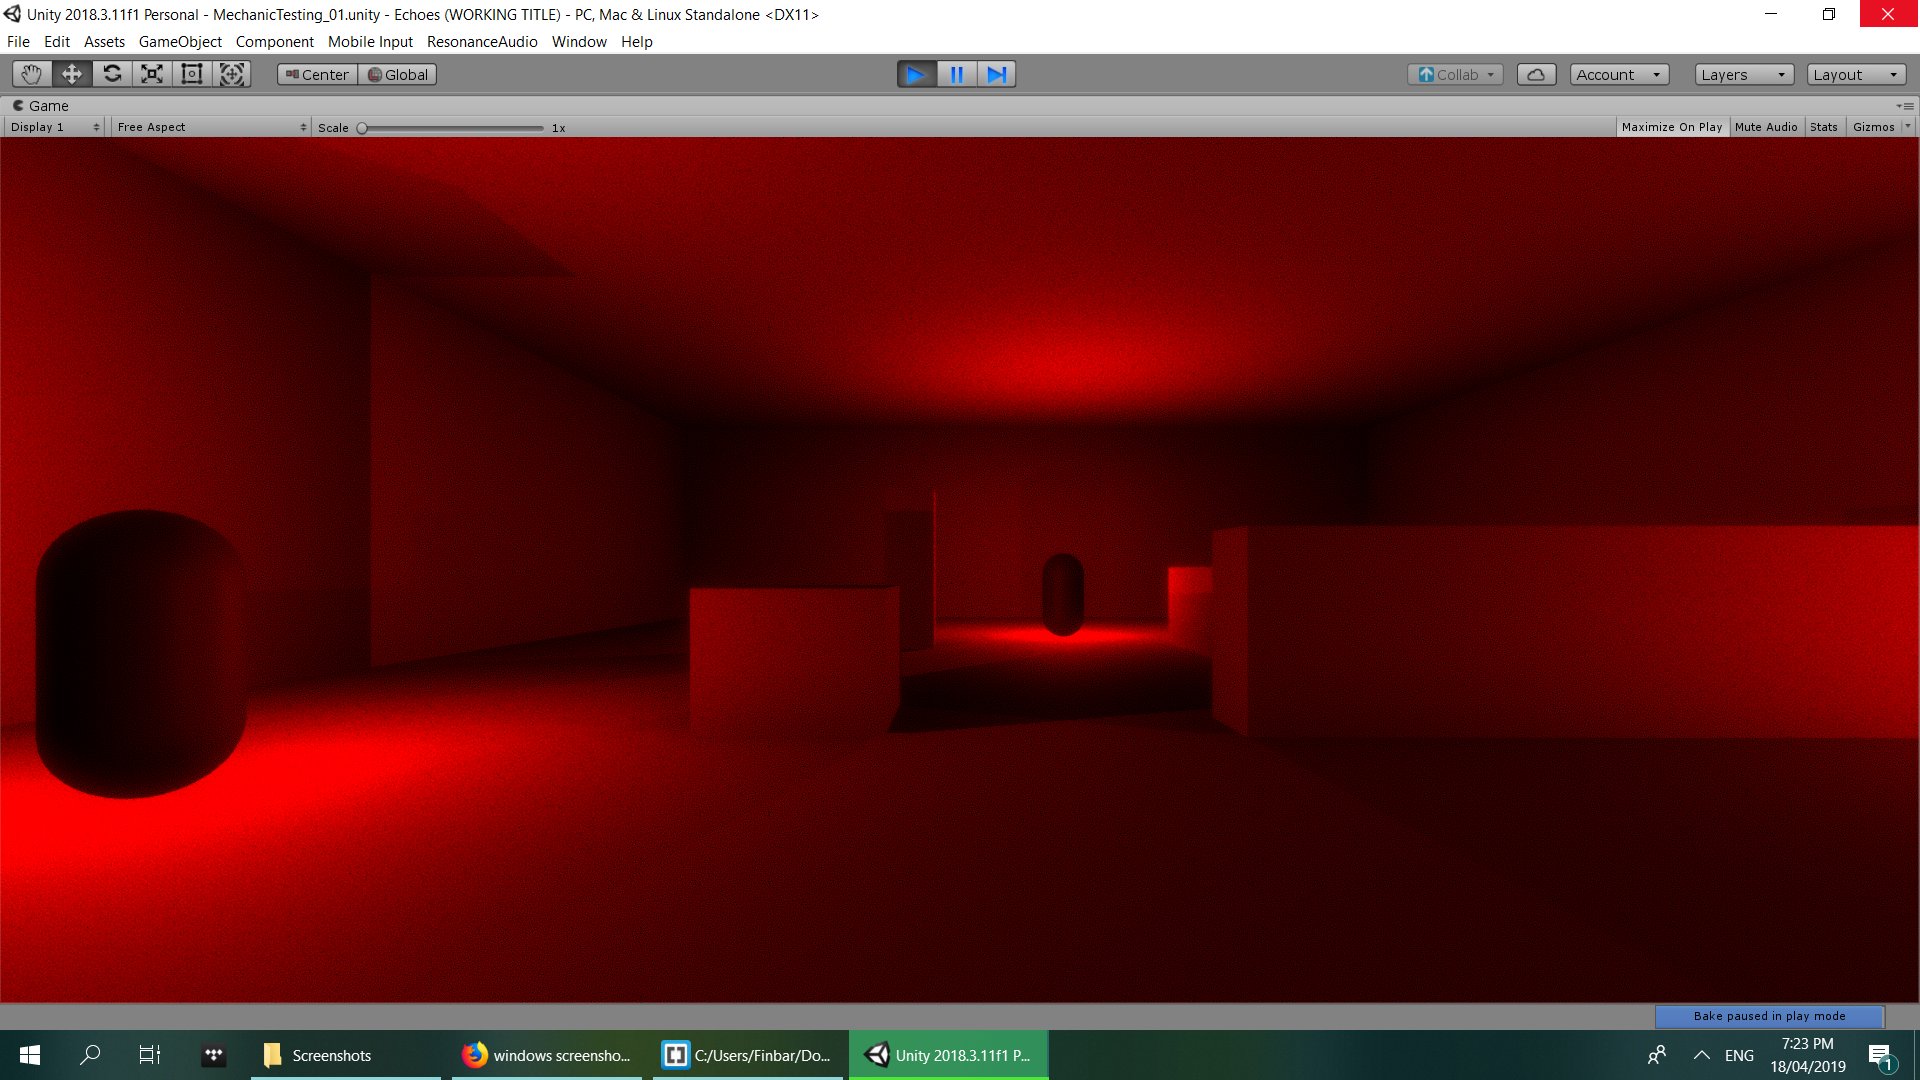 Unity 2018.3.11f1 Personal - MechanicTesting_01.unity - Echoes (WORKING TITLE) - PC, Mac & Linux Standalone <DX11>
File Edit Assets GameObject Component Mobile Input ResonanceAudio Window Help
Center Global Collab Account Layers Layout
Game
Display 1 Free Aspect Scale 1x Maximize On Play Mute Audio Stats Gizmos
Bake paused in play mode
Screenshots windows screensho... C:/Users/Finbar/Do... Unity 2018.3.11f1 P... ENG 7:23 PM
18/04/2019 1